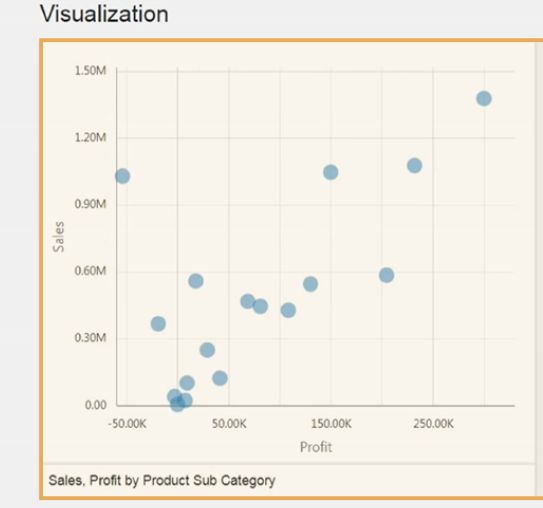 Visualization
1.50M
1.20M
0.90M
0.60M
0.30M
0.00
Sales
-50.00K 50.00K 150.00K 250.00K
Profit
Sales, Profit by Product Sub Category